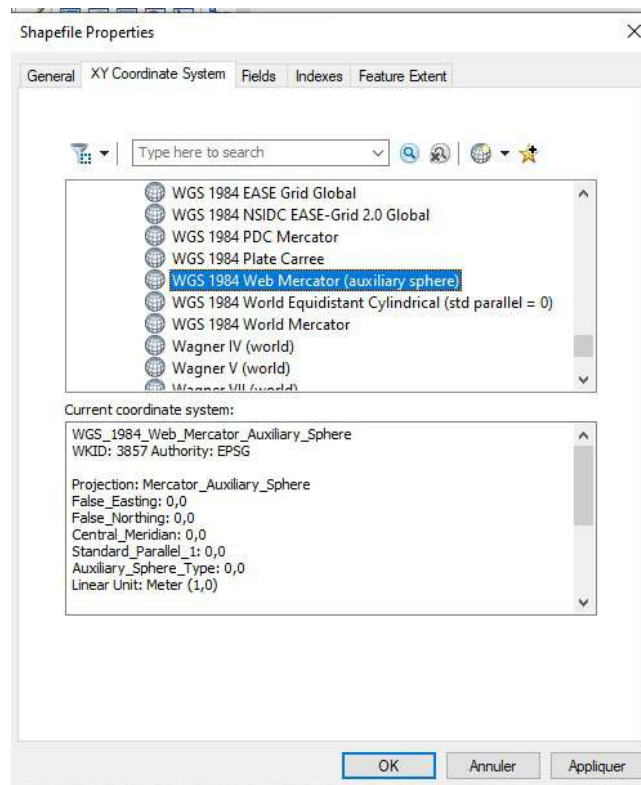 Shapefile Properties
General XY Coordinate System Fields Indexes Feature Extent
Type here to search
WGS 1984 EASE Grid Global
WGS 1984 NSIDC EASE-Grid 2.0 Global
WGS 1984 PDC Mercator
WGS 1984 Plate Carree
WGS 1984 Web Mercator (auxiliary sphere)
WGS 1984 World Equidistant Cylindrical (std parallel = 0)
WGS 1984 World Mercator
Wagner IV (world)
Wagner V (world)
Wagner VII (world)
Current coordinate system:
WGS_1984_Web_Mercator_Auxiliary_Sphere
WKID: 3857 Authority: EPSG
Projection: Mercator_Auxiliary_Sphere
False_Easting: 0,0
False_Northing: 0,0
Central_Meridian: 0,0
Standard_Parallel_1: 0,0
Auxiliary_Sphere_Type: 0,0
Linear Unit: Meter (1,0)
OK Annuler Appliquer